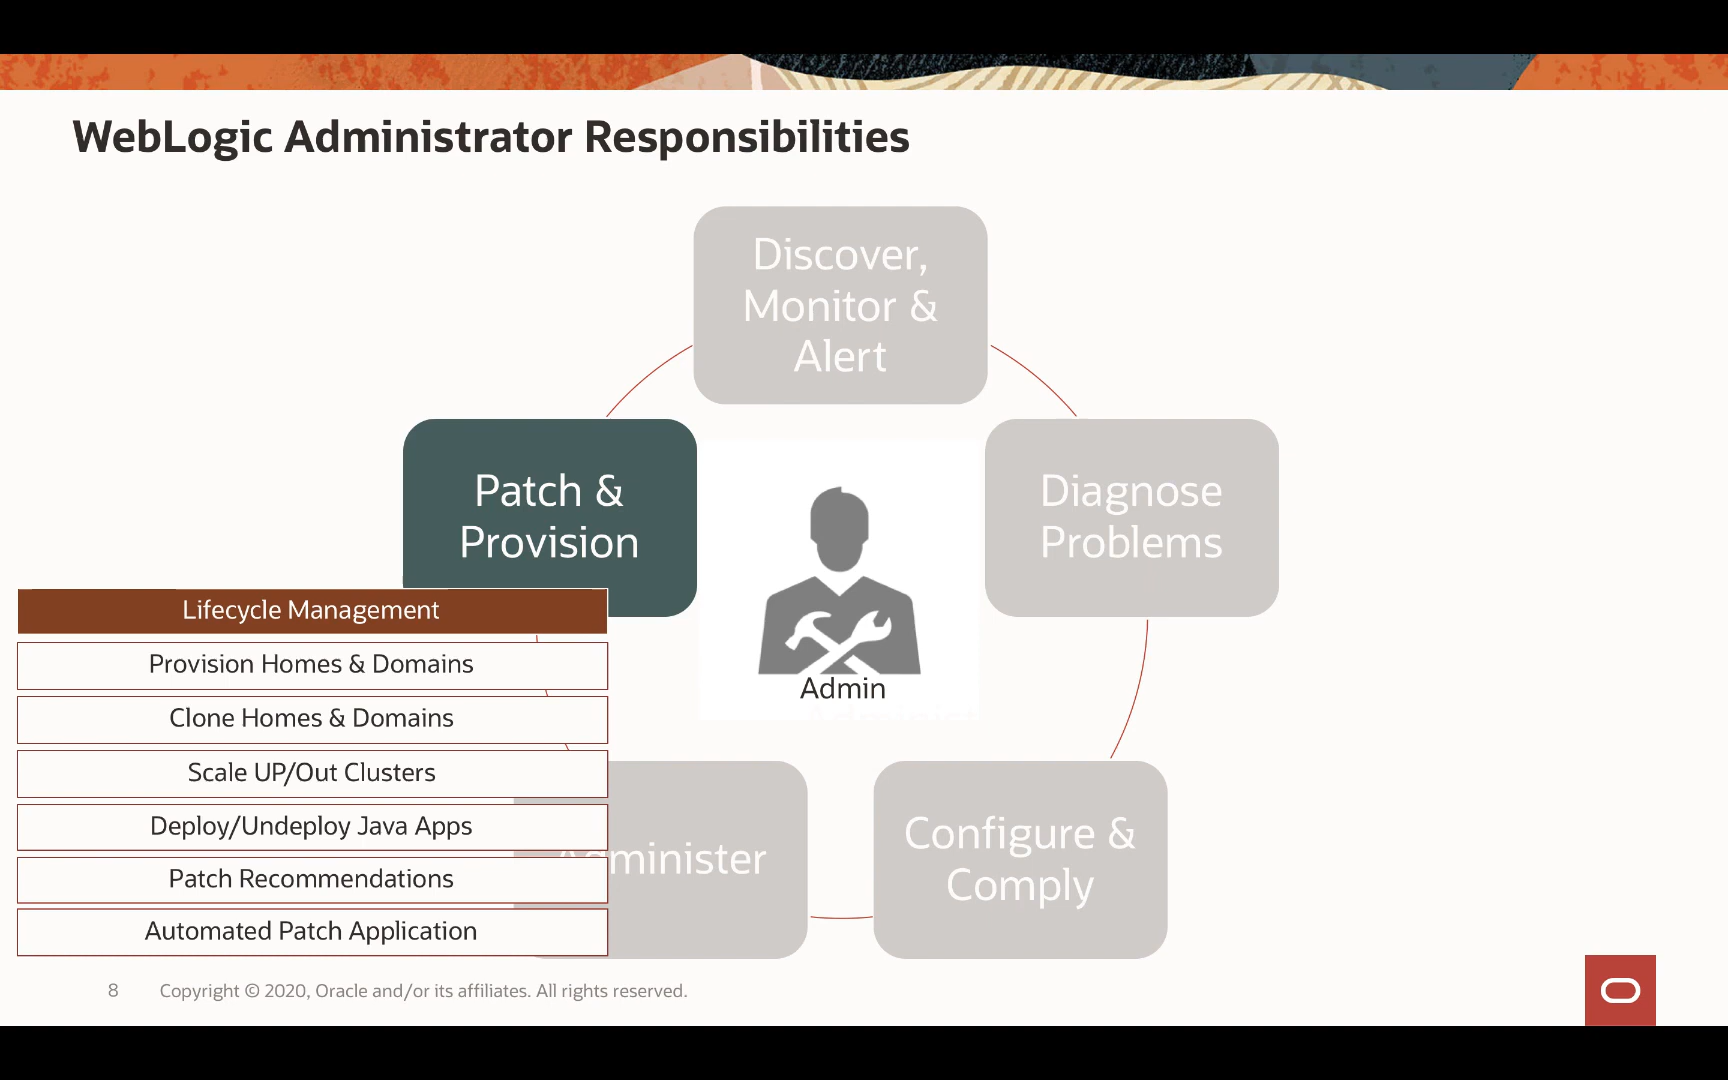 WebLogic Administrator Responsibilities
Discover,
Monitor &
Alert
Patch &
Provision
Diagnose
Problems
Admin
Lifecycle Management
Provision Homes & Domains
Clone Homes & Domains
Scale UP/Out Clusters
Deploy/Undeploy Java Apps
Patch Recommendations
Automated Patch Application
Administer
Configure &
Comply
8 Copyright © 2020, Oracle and/or its affiliates. All rights reserved.